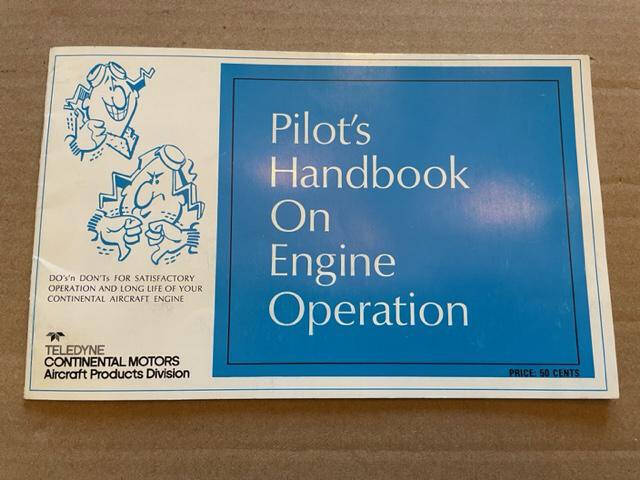 Pilot's
Handbook
On
Engine
Operation
DO's'n DON'Ts FOR SATISFACTORY
OPERATION AND LONG LIFE OF YOUR
CONTINENTAL AIRCRAFT ENGINE
TELEDYNE
CONTINENTAL MOTORS
Aircraft Products Division
PRICE: 50 CENTS